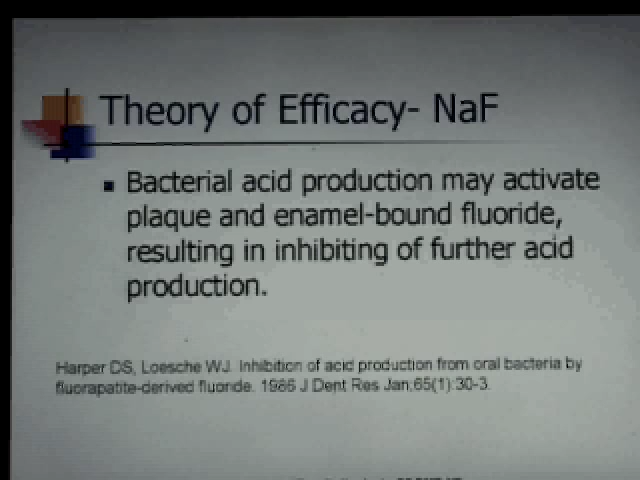 Theory of Efficacy- NaF
Bacterial acid production may activate
plaque and enamel-bound fluoride,
resulting in inhibiting of further acid
production.
Harper DS, Loesche WJ. Inhibition of acid production from oral bacteria by
fluorapatite-derived fluoride. 1986 J Dent Res Jan;65(1):30-3.